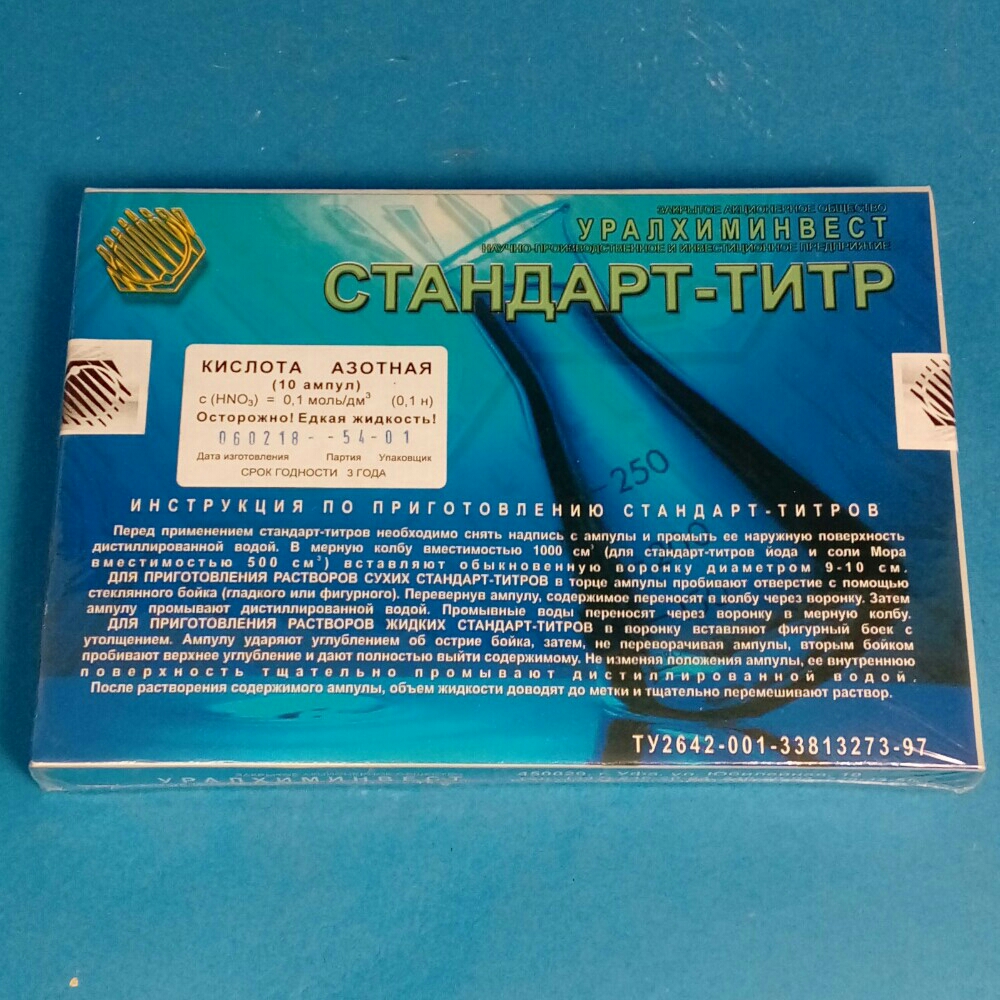 ЗАКРЫТОЕ АКЦИОНЕРНОЕ ОБЩЕСТВО
УРАЛХИМИНВЕСТ
НАУЧНО-ПРОИЗВОДСТВЕННОЕ И ИНВЕСТИЦИОННОЕ ПРЕДПРИЯТИЕ
СТАНДАРТ-ТИТР
КИСЛОТА АЗОТНАЯ
(10 ампул)
с (HNO₃) = 0,1 моль/дм³ (0,1 н)
Осторожно! Едкая жидкость!
060218--54-01
Дата изготовления Партия Упаковщик
СРОК ГОДНОСТИ 3 ГОДА
250
ИНСТРУКЦИЯ ПО ПРИГОТОВЛЕНИЮ СТАНДАРТ-ТИТРОВ
Перед применением стандарт-титров необходимо снять надпись с ампулы и промыть ее наружную поверхность
дистиллированной водой. В мерную колбу вместимостью 1000 см³ (для стандарт-титров йода и соли Мора
вместимостью 500 см³) вставляют обыкновенную воронку диаметром 9-10 см.
ДЛЯ ПРИГОТОВЛЕНИЯ РАСТВОРОВ СУХИХ СТАНДАРТ-ТИТРОВ в торце ампулы пробивают отверстие с помощью
стеклянного бойка (гладкого или фигурного). Перевернув ампулу, содержимое переносят в колбу через воронку. Затем
ампулу промывают дистиллированной водой. Промывные воды переносят через воронку в мерную колбу.
ДЛЯ ПРИГОТОВЛЕНИЯ РАСТВОРОВ ЖИДКИХ СТАНДАРТ-ТИТРОВ в воронку вставляют фигурный боек с
утолщением. Ампулу ударяют углублением об острие бойка, затем, не переворачивая ампулы, вторым бойком
пробивают верхнее углубление и дают полностью выйти содержимому. Не изменяя положения ампулы, ее внутреннюю
поверхность тщательно промывают дистиллированной водой.
После растворения содержимого ампулы, объем жидкости доводят до метки и тщательно перемешивают раствор.
ТУ2642-001-33813273-97
УРАЛХИМИНВЕСТ 450029, г. Уфа, ул. Юбилейная,